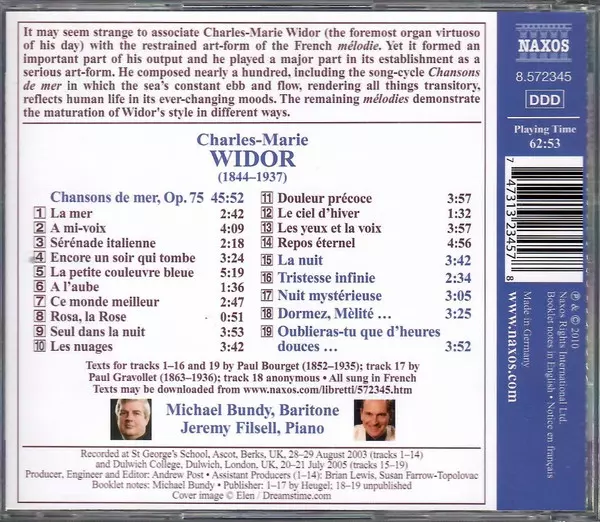 It may seem strange to associate Charles-Marie Widor (the foremost organ virtuoso
of his day) with the restrained art-form of the French mélodie. Yet it formed an
important part of his output and he played a major part in its establishment as a
serious art-form. He composed nearly a hundred, including the song-cycle Chansons
de mer in which the sea's constant ebb and flow, rendering all things transitory,
reflects human life in its ever-changing moods. The remaining mélodies demonstrate
the maturation of Widor's style in different ways.
Charles-Marie
WIDOR
(1844–1937)
Chansons de mer, Op. 75 45:52
1 La mer 2:42
2 A mi-voix 4:09
3 Sérénade italienne 2:18
4 Encore un soir qui tombe 3:24
5 La petite couleuvre bleue 5:19
6 A l'aube 1:36
7 Ce monde meilleur 2:47
8 Rosa, la Rose 0:51
9 Seul dans la nuit 3:53
10 Les nuages 3:42
11 Douleur précoce 3:57
12 Le ciel d'hiver 1:32
13 Les yeux et la voix 3:57
14 Repos éternel 4:56
15 La nuit 3:42
16 Tristesse infinie 2:34
17 Nuit mystérieuse 3:05
18 Dormez, Mèlité … 3:25
19 Oublieras-tu que d'heures
douces … 3:52
Texts for tracks 1–16 and 19 by Paul Bourget (1852–1935); track 17 by
Paul Gravollet (1863–1936); track 18 anonymous • All sung in French
Texts may be downloaded from www.naxos.com/libretti/572345.htm
Michael Bundy, Baritone
Jeremy Filsell, Piano
Recorded at St George's School, Ascot, Berks, UK, 28–29 August 2003 (tracks 1–14)
and Dulwich College, Dulwich, London, UK, 20–21 July 2005 (tracks 15–19)
Producer, Engineer and Editor: Andrew Post • Assistant Producers (1–14): Brian Lewis, Susan Farrow-Topolovac
Booklet notes: Michael Bundy • Publisher: 1–17 by Heugel; 18–19 unpublished
Cover image © Elen / Dreamstime.com
NAXOS
8.572345
DDD
Playing Time
62:53
7 47313 23457 8
www.naxos.com
Made in Germany
℗ & © 2010
Naxos Rights International Ltd.
Booklet notes in English • Notice en français